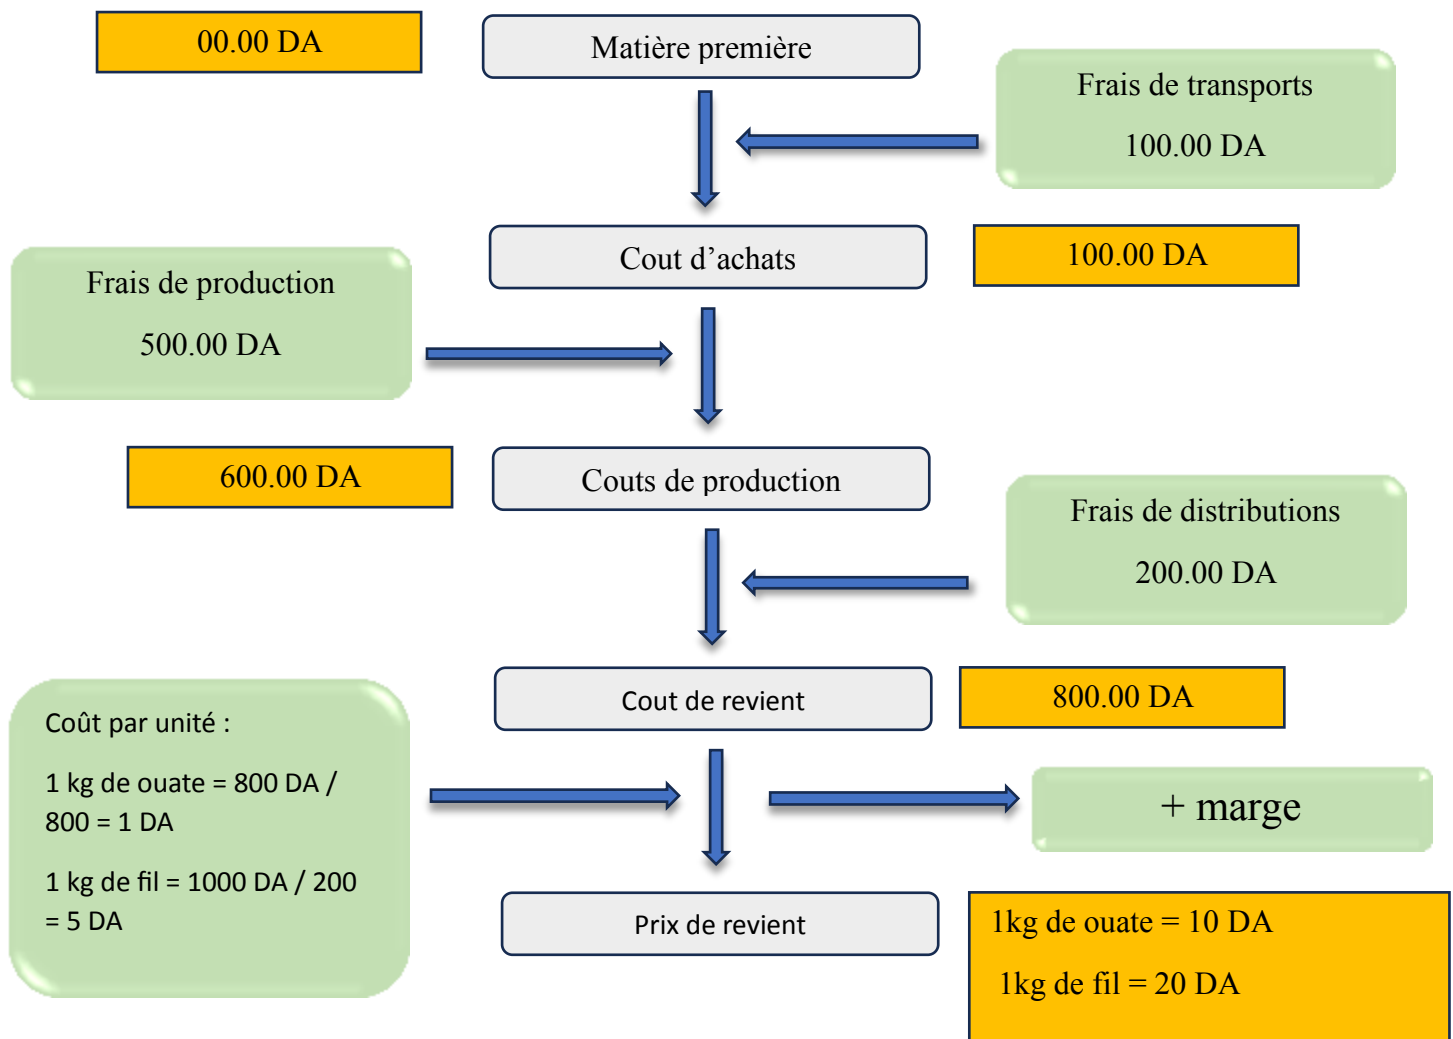 00.00 DA
Matière première
Frais de transports
100.00 DA
Cout d’achats
100.00 DA
Frais de production
500.00 DA
600.00 DA
Couts de production
Frais de distributions
200.00 DA
Cout de revient
800.00 DA
Coût par unité :
1 kg de ouate = 800 DA /
800 = 1 DA
1 kg de fil = 1000 DA / 200
= 5 DA
+ marge
Prix de revient
1kg de ouate = 10 DA
1kg de fil = 20 DA